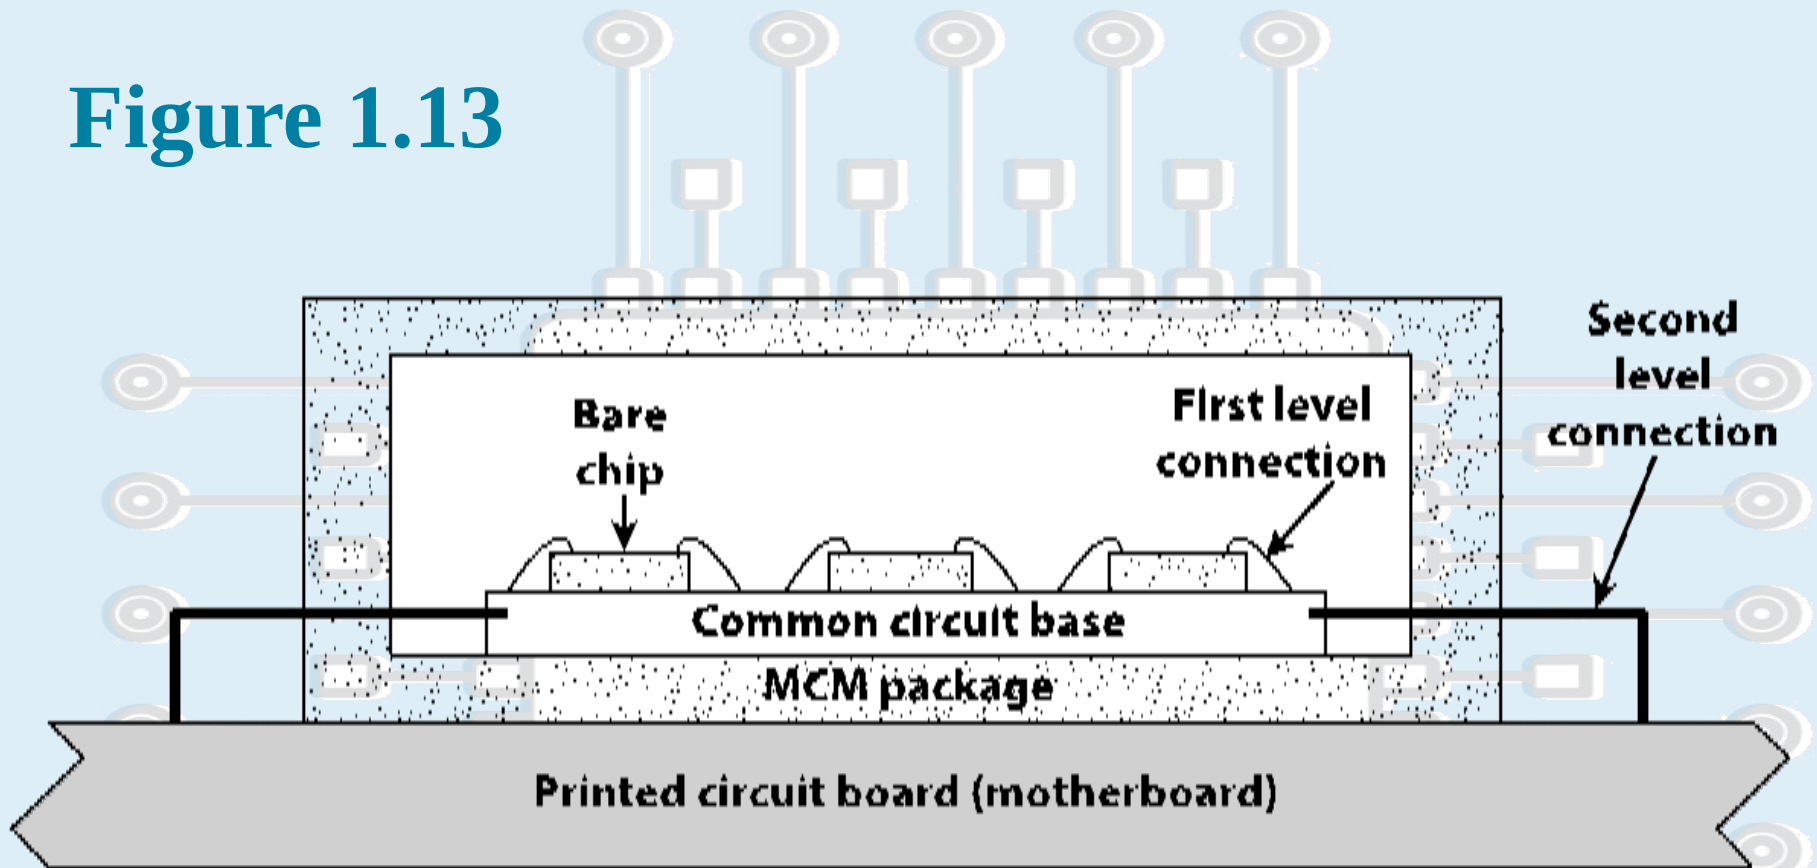 Figure 1.13
Second
level
connection
Bare
chip
First level
connection
Common circuit base
MCM package
Printed circuit board (motherboard)